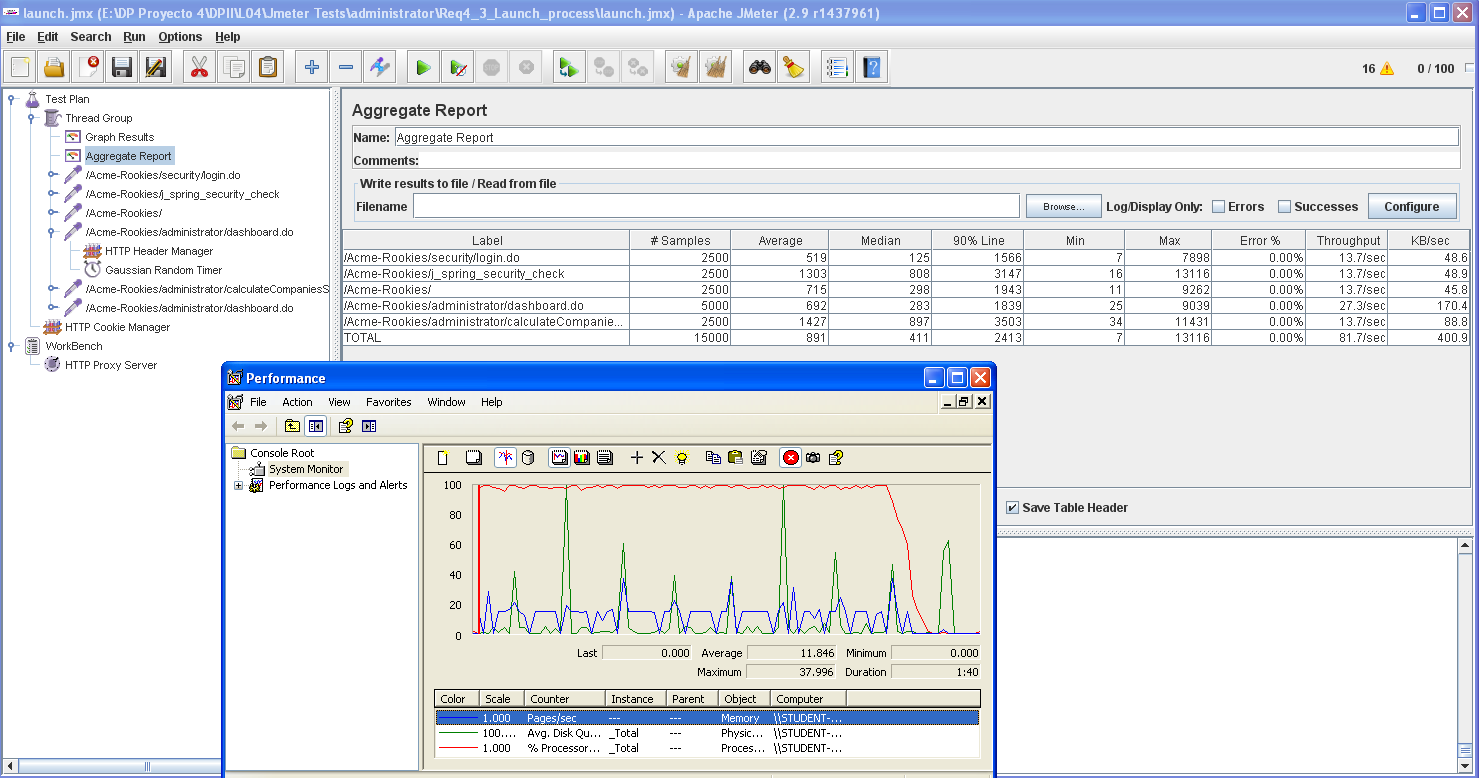 launch.jmx (E:\DP Proyecto 4\DPII\L04\Jmeter Tests\administrator\Req4_3_Launch_process\launch.jmx) - Apache JMeter (2.9 r1437961)
File Edit Search Run Options Help
16 0 / 100
Test Plan
Thread Group
Graph Results
Aggregate Report
/Acme-Rookies/security/login.do
/Acme-Rookies/j_spring_security_check
/Acme-Rookies/
/Acme-Rookies/administrator/dashboard.do
HTTP Header Manager
Gaussian Random Timer
/Acme-Rookies/administrator/calculateCompaniesS
/Acme-Rookies/administrator/dashboard.do
HTTP Cookie Manager
WorkBench
HTTP Proxy Server
Aggregate Report
Name: Aggregate Report
Comments:
Write results to file / Read from file
Filename Browse... Log/Display Only: Errors Successes Configure
Label # Samples Average Median 90% Line Min Max Error % Throughput KB/sec
/Acme-Rookies/security/login.do 2500 519 125 1566 7 7898 0.00% 13.7/sec 48.6
/Acme-Rookies/j_spring_security_check 2500 1303 808 3147 16 13116 0.00% 13.7/sec 48.9
/Acme-Rookies/ 2500 715 298 1943 11 9262 0.00% 13.7/sec 45.8
/Acme-Rookies/administrator/dashboard.do 5000 692 283 1839 25 9039 0.00% 27.3/sec 170.4
/Acme-Rookies/administrator/calculateCompanie... 2500 1427 897 3503 34 11431 0.00% 13.7/sec 88.8
TOTAL 15000 891 411 2413 7 13116 0.00% 81.7/sec 400.9
Save Table Header
Performance
File Action View Favorites Window Help
Console Root
System Monitor
Performance Logs and Alerts
100
80
60
40
20
0
Last 0.000 Average 11.846 Minimum 0.000
Maximum 37.996 Duration 1:40
Color Scale Counter Instance Parent Object Computer
1.000 Pages/sec --- --- Memory \\STUDENT-...
100.... Avg. Disk Qu... _Total --- Physic... \\STUDENT-...
1.000 % Processor... _Total --- Proces... \\STUDENT-...